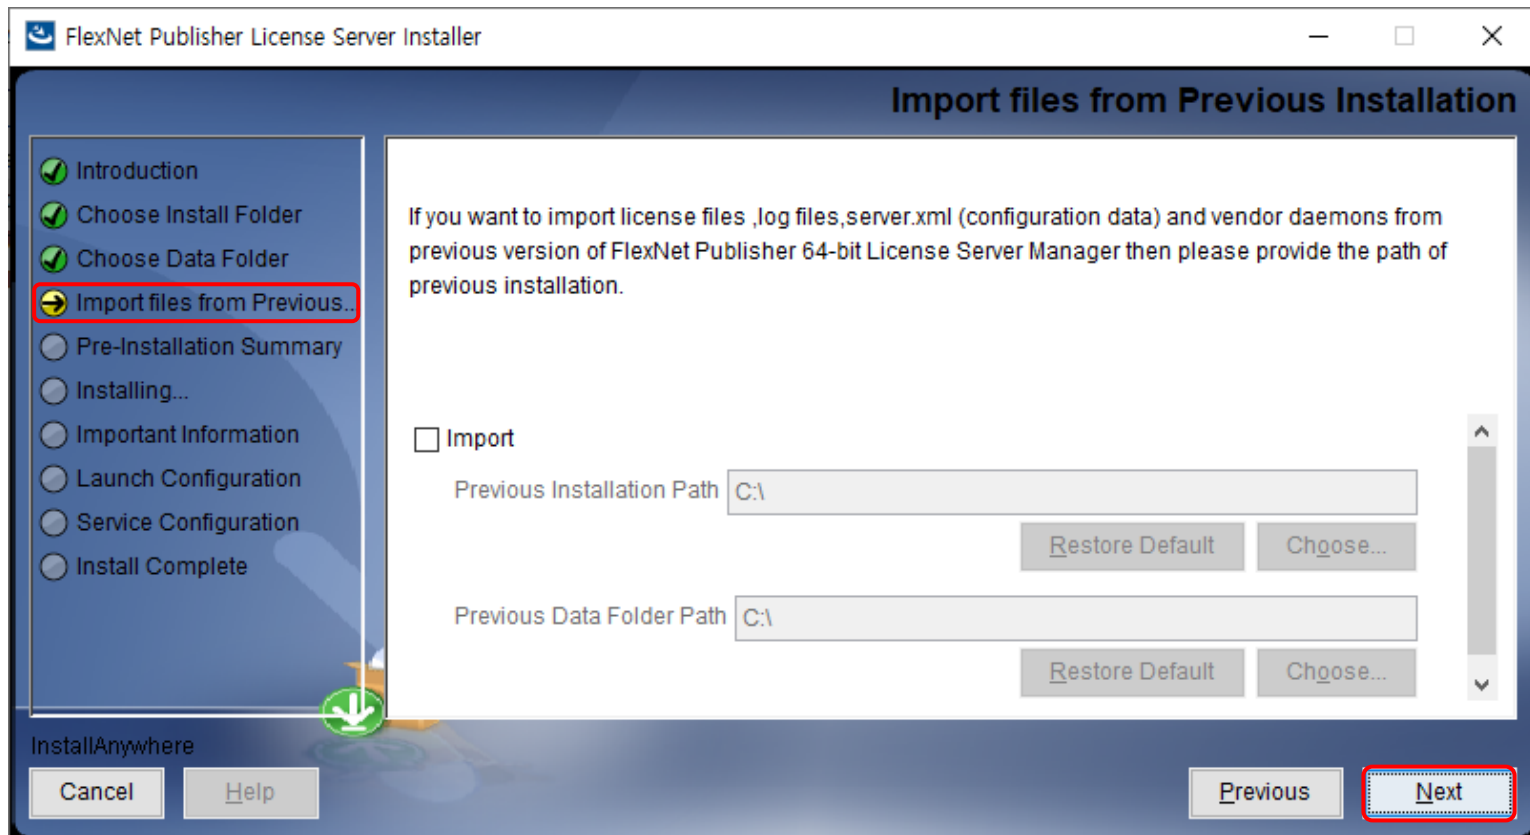 FlexNet Publisher License Server Installer
Import files from Previous Installation
Introduction
Choose Install Folder
Choose Data Folder
Import files from Previous..
Pre-Installation Summary
Installing...
Important Information
Launch Configuration
Service Configuration
Install Complete
If you want to import license files ,log files,server.xml (configuration data) and vendor daemons from
previous version of FlexNet Publisher 64-bit License Server Manager then please provide the path of
previous installation.
Import
Previous Installation Path C:\
Restore Default Choose...
Previous Data Folder Path C:\
Restore Default Choose...
InstallAnywhere
Cancel Help Previous Next